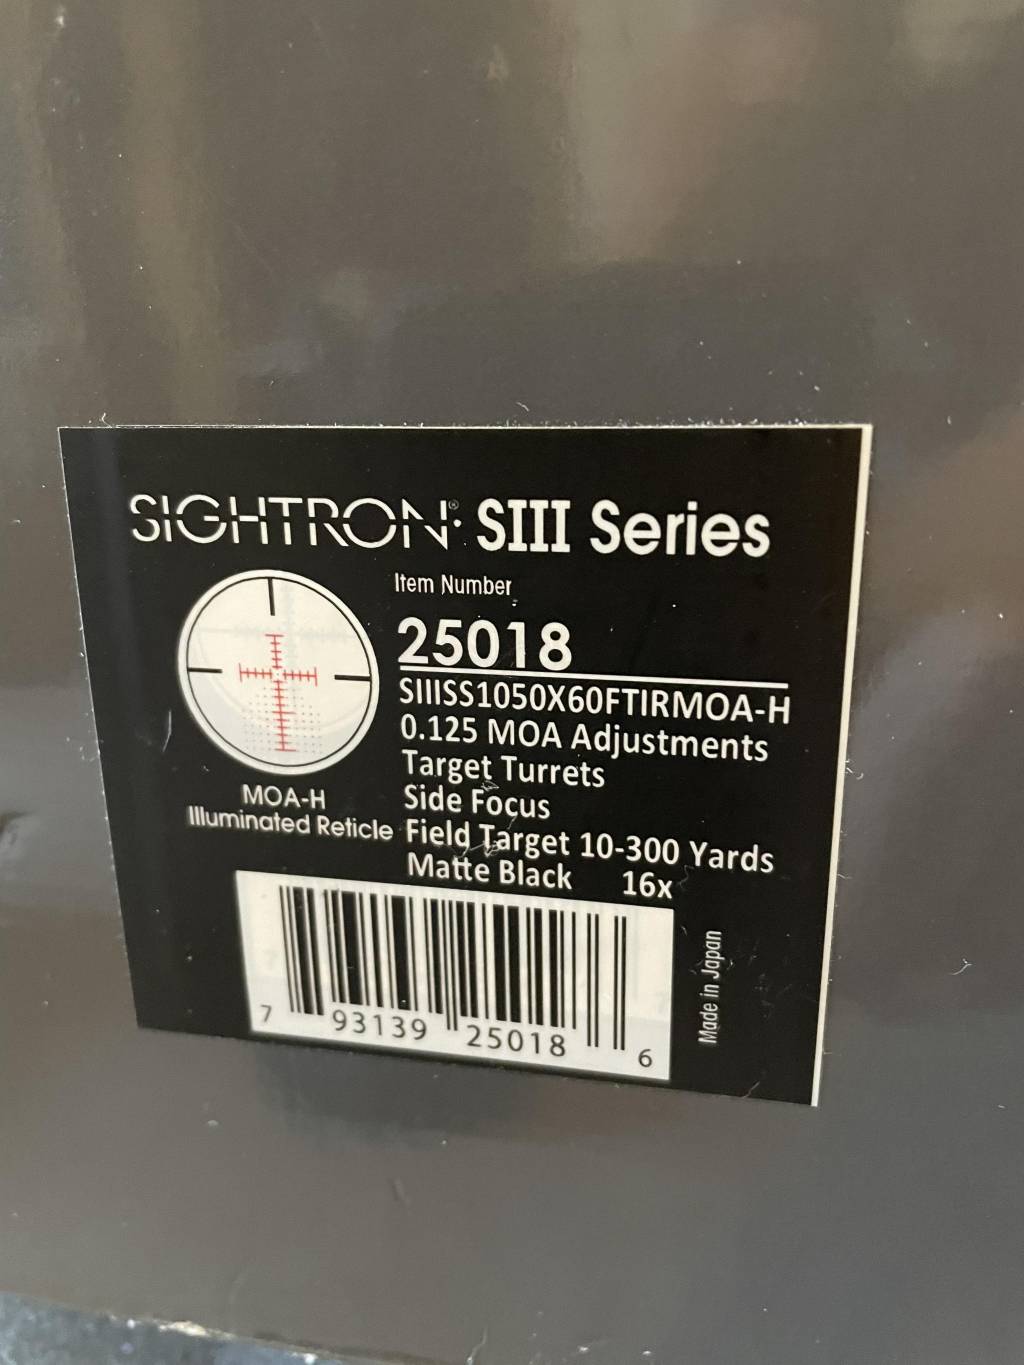 SIGHTRON® SIII Series
Item Number
25018
SIIISS1050X60FTIRMOA-H
0.125 MOA Adjustments
Target Turrets
Side Focus
Field Target 10-300 Yards
Matte Black 16x
MOA-H
Illuminated Reticle
7 93139 25018 6
Made in Japan